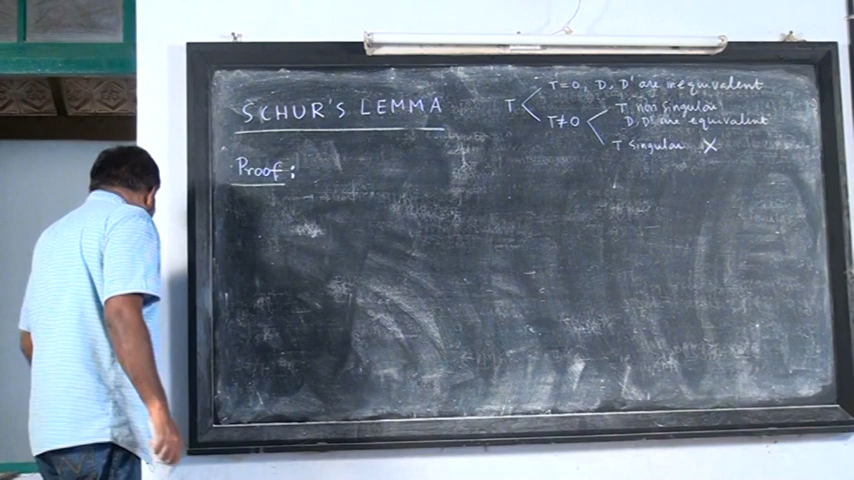 SCHUR'S LEMMA
T
T=0, D, D' are inequivalent
T≠0
T non singular
D, D' are equivalent
T singular X
Proof: